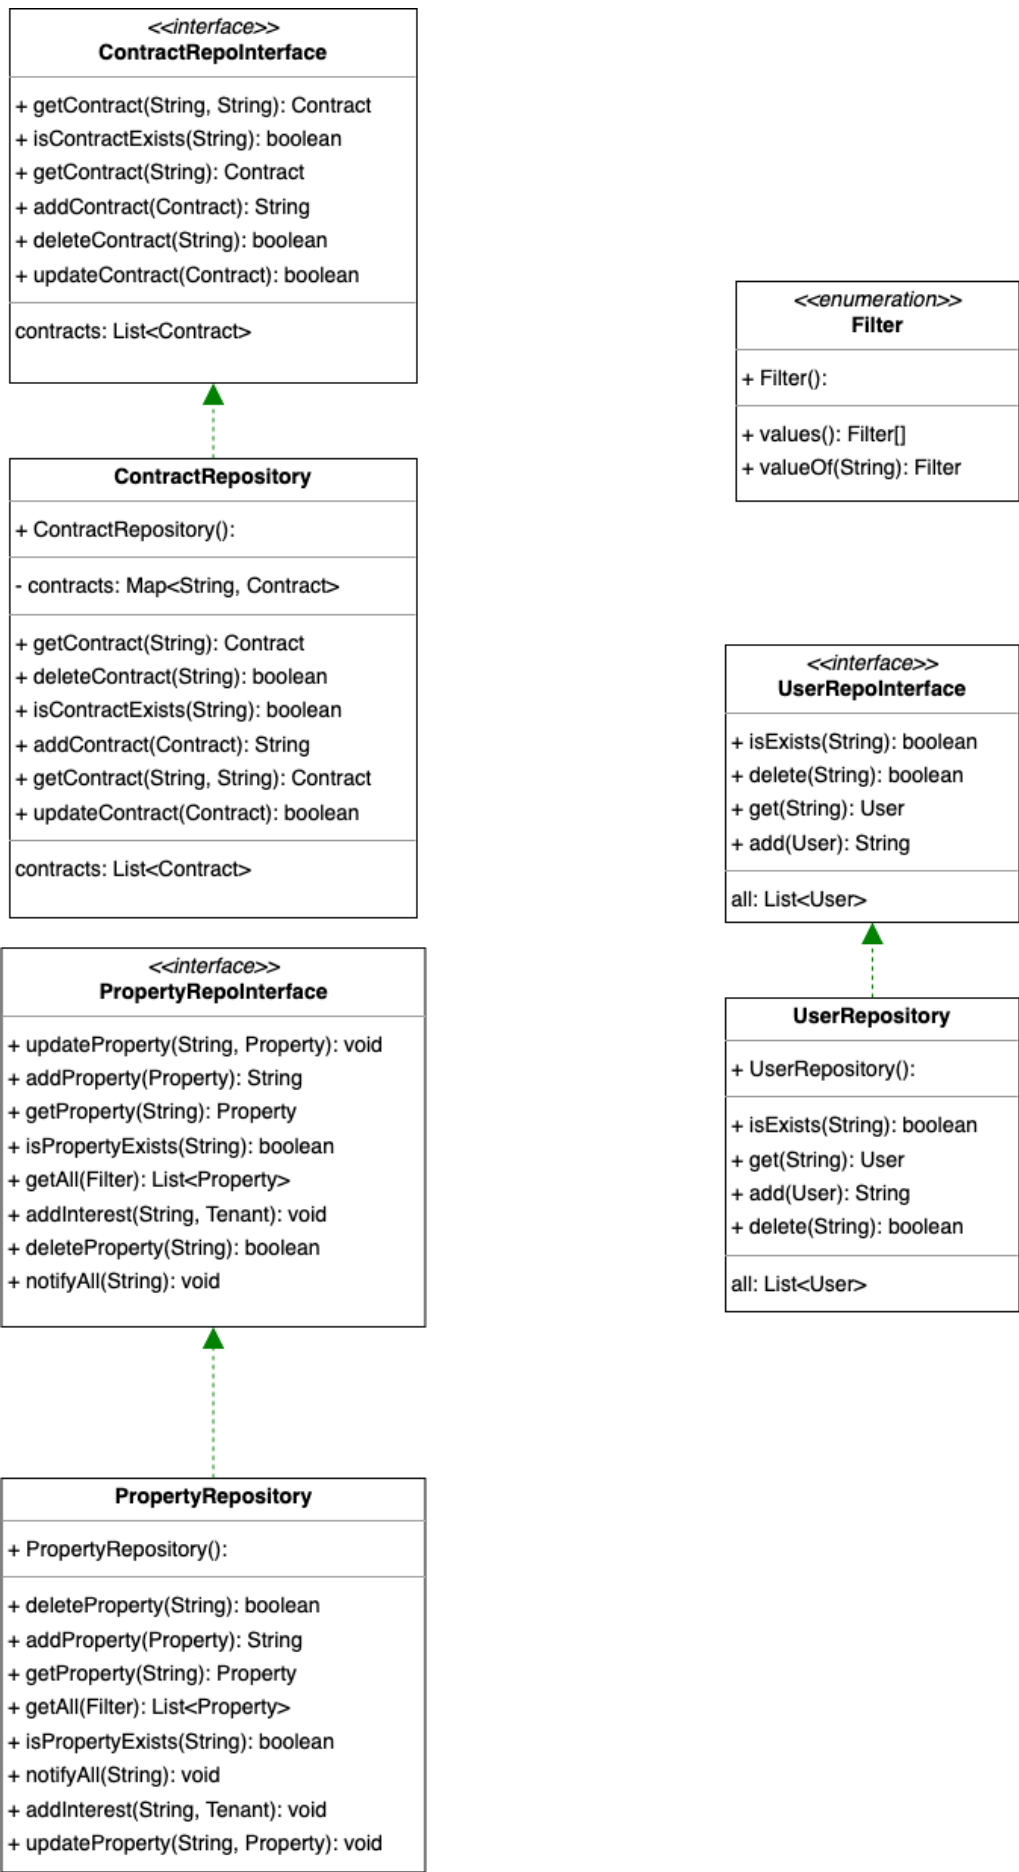 <<interface>>
ContractRepoInterface
+ getContract(String, String): Contract
+ isContractExists(String): boolean
+ getContract(String): Contract
+ addContract(Contract): String
+ deleteContract(String): boolean
+ updateContract(Contract): boolean
contracts: List<Contract>
ContractRepository
+ ContractRepository():
- contracts: Map<String, Contract>
+ getContract(String): Contract
+ deleteContract(String): boolean
+ isContractExists(String): boolean
+ addContract(Contract): String
+ getContract(String, String): Contract
+ updateContract(Contract): boolean
contracts: List<Contract>
<<interface>>
PropertyRepoInterface
+ updateProperty(String, Property): void
+ addProperty(Property): String
+ getProperty(String): Property
+ isPropertyExists(String): boolean
+ getAll(Filter): List<Property>
+ addInterest(String, Tenant): void
+ deleteProperty(String): boolean
+ notifyAll(String): void
PropertyRepository
+ PropertyRepository():
+ deleteProperty(String): boolean
+ addProperty(Property): String
+ getProperty(String): Property
+ getAll(Filter): List<Property>
+ isPropertyExists(String): boolean
+ notifyAll(String): void
+ addInterest(String, Tenant): void
+ updateProperty(String, Property): void
<<enumeration>>
Filter
+ Filter():
+ values(): Filter[]
+ valueOf(String): Filter
<<interface>>
UserRepoInterface
+ isExists(String): boolean
+ delete(String): boolean
+ get(String): User
+ add(User): String
all: List<User>
UserRepository
+ UserRepository():
+ isExists(String): boolean
+ get(String): User
+ add(User): String
+ delete(String): boolean
all: List<User>